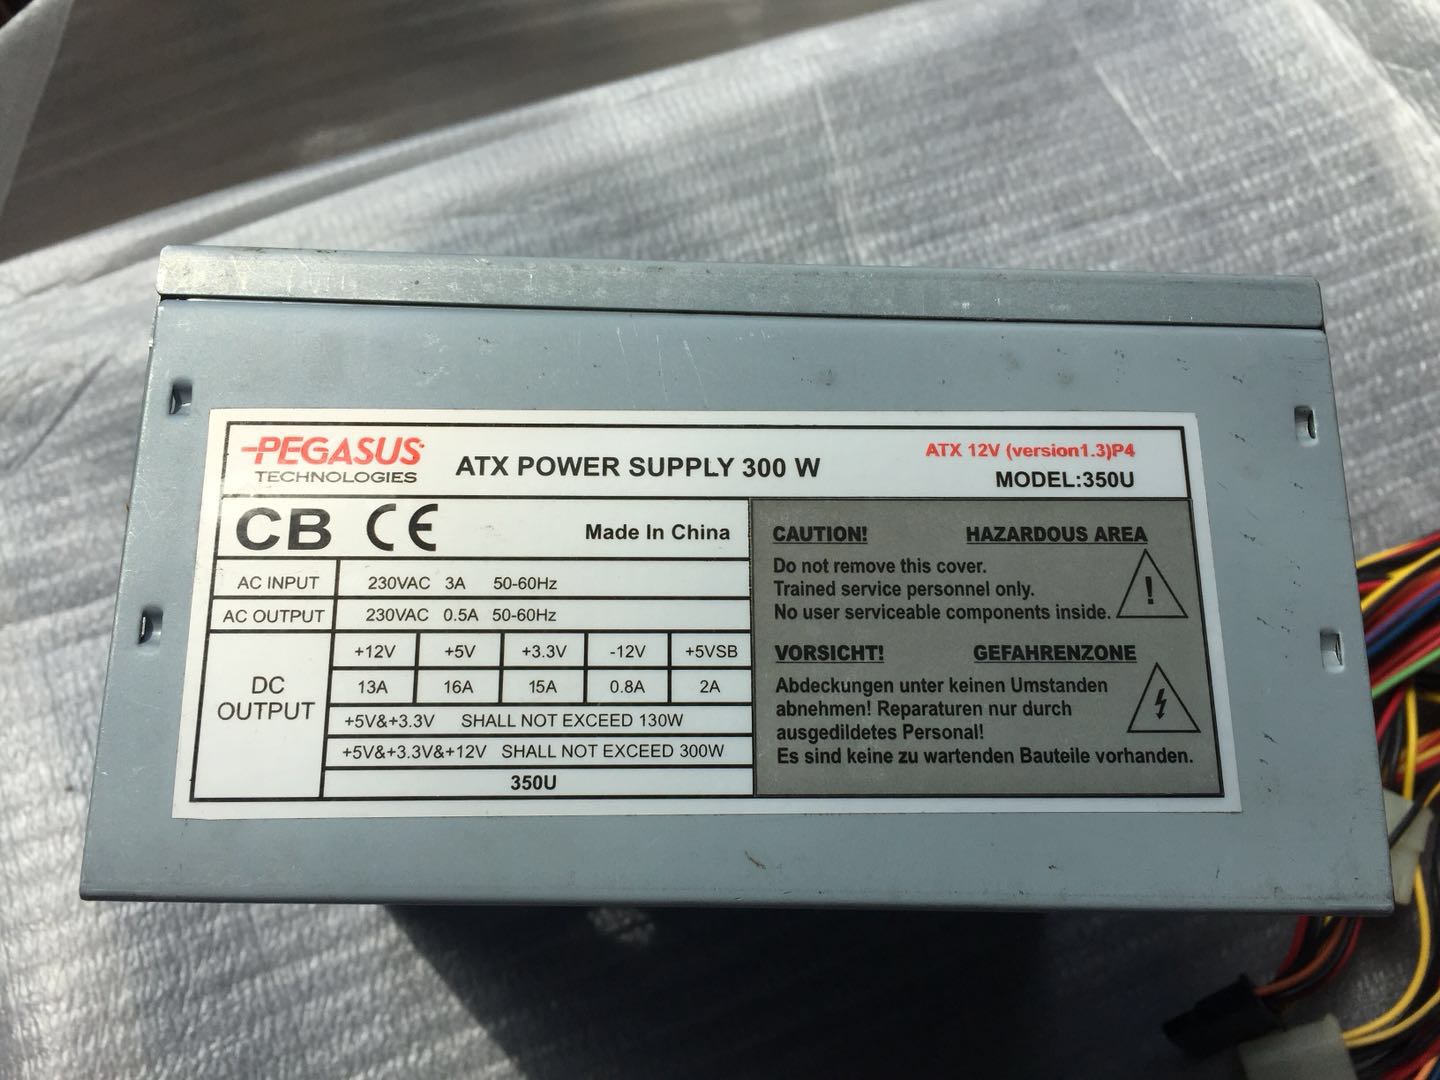 PEGASUS
TECHNOLOGIES
ATX POWER SUPPLY 300 W
ATX 12V (version1.3)P4
MODEL:350U
CB CE Made In China
AC INPUT 230VAC 3A 50-60Hz
AC OUTPUT 230VAC 0.5A 50-60Hz
DC OUTPUT
+12V +5V +3.3V -12V +5VSB
13A 16A 15A 0.8A 2A
+5V&+3.3V SHALL NOT EXCEED 130W
+5V&+3.3V&+12V SHALL NOT EXCEED 300W
350U
CAUTION! HAZARDOUS AREA
Do not remove this cover.
Trained service personnel only.
No user serviceable components inside.
VORSICHT! GEFAHRENZONE
Abdeckungen unter keinen Umstanden
abnehmen! Reparaturen nur durch
ausgedildetes Personal!
Es sind keine zu wartenden Bauteile vorhanden.